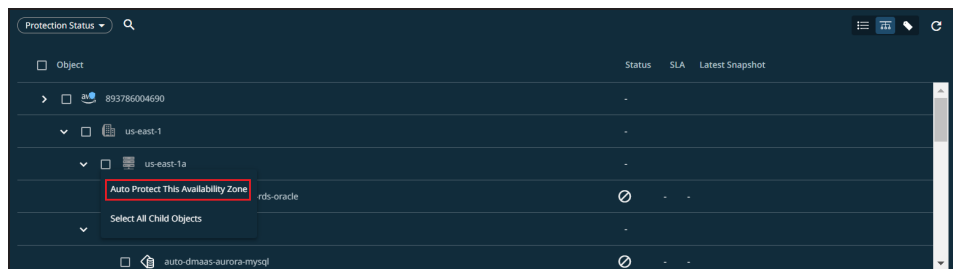 Protection Status
Object Status SLA Latest Snapshot
893786004690 -
us-east-1 -
us-east-1a -
Auto Protect This Availability Zone
-rds-oracle - -
Select All Child Objects
-
auto-dmaas-aurora-mysql - -